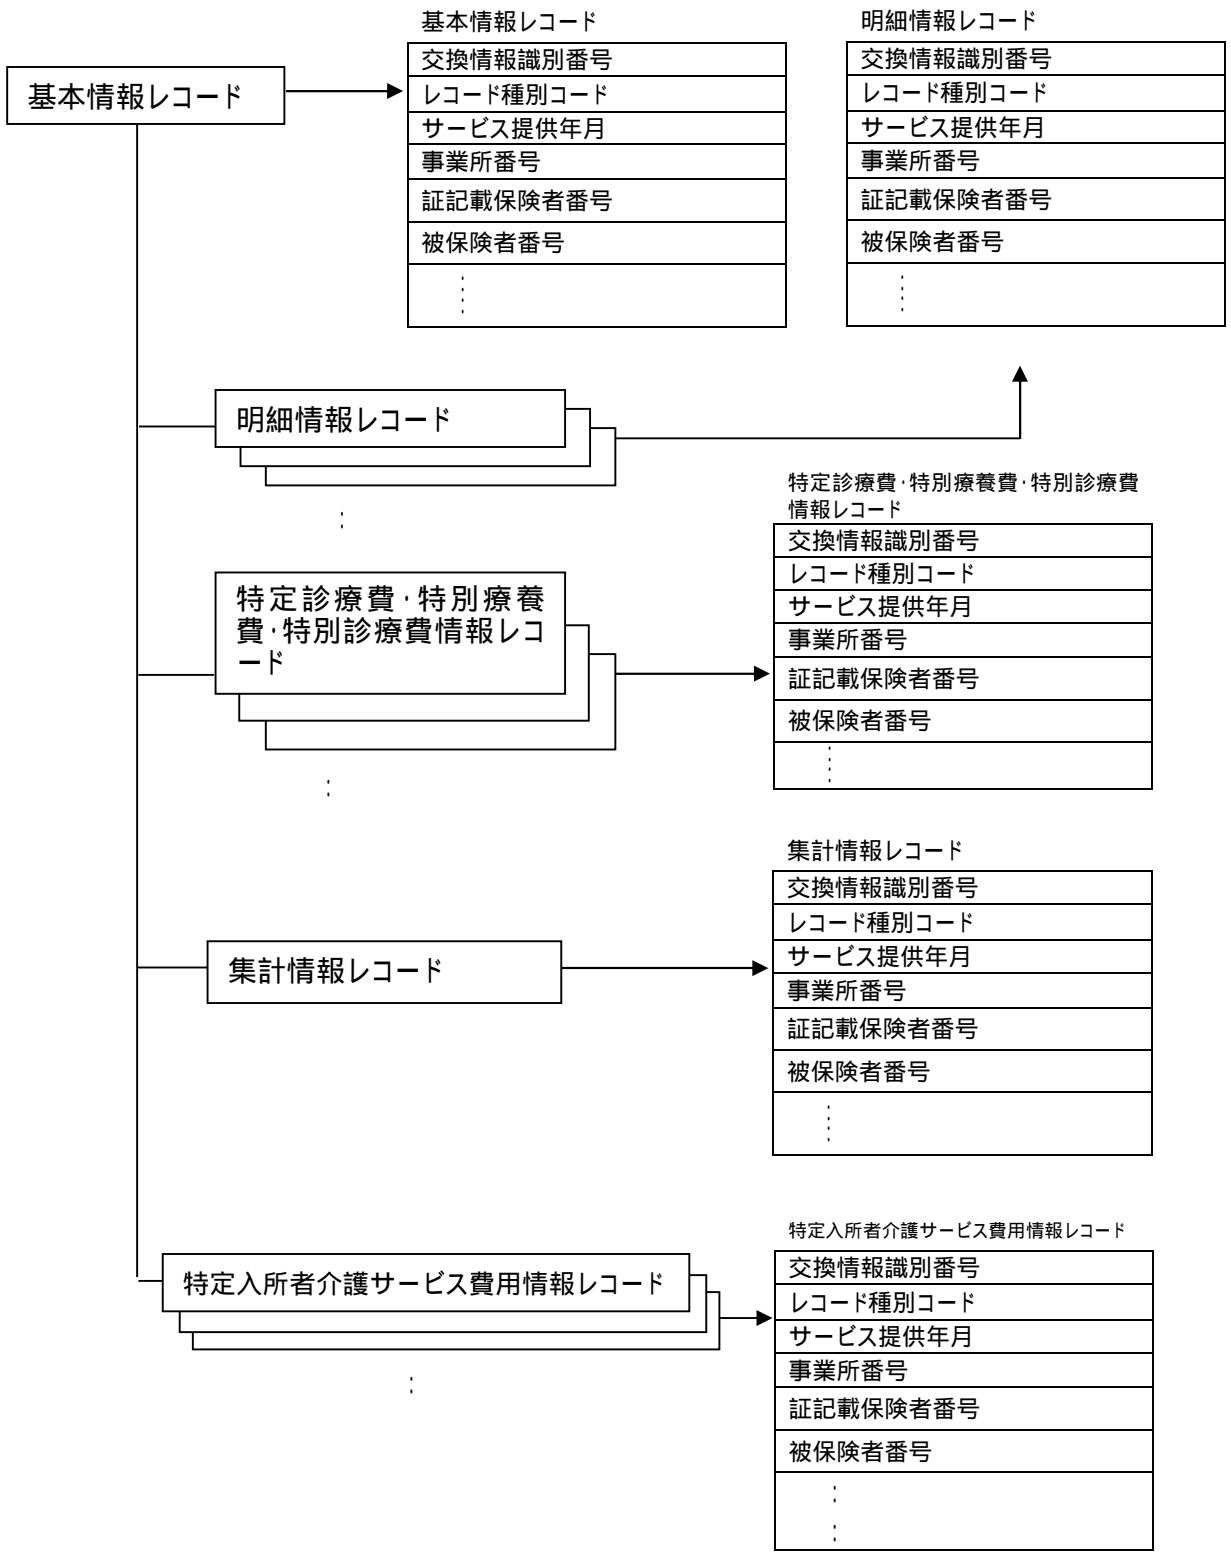 基本情報レコード
基本情報レコード
交換情報識別番号
レコード種別コード
サービス提供年月
事業所番号
証記載保険者番号
被保険者番号
明細情報レコード
交換情報識別番号
レコード種別コード
サービス提供年月
事業所番号
証記載保険者番号
被保険者番号
明細情報レコード
特定診療費・特別療養費・特別診療費
情報レコード
交換情報識別番号
レコード種別コード
サービス提供年月
事業所番号
証記載保険者番号
被保険者番号
特定診療費・特別療養
費・特別診療費情報レコ
ード
集計情報レコード
交換情報識別番号
レコード種別コード
サービス提供年月
事業所番号
証記載保険者番号
被保険者番号
集計情報レコード
特定入所者介護サービス費用情報レコード
交換情報識別番号
レコード種別コード
サービス提供年月
事業所番号
証記載保険者番号
被保険者番号
特定入所者介護サービス費用情報レコード